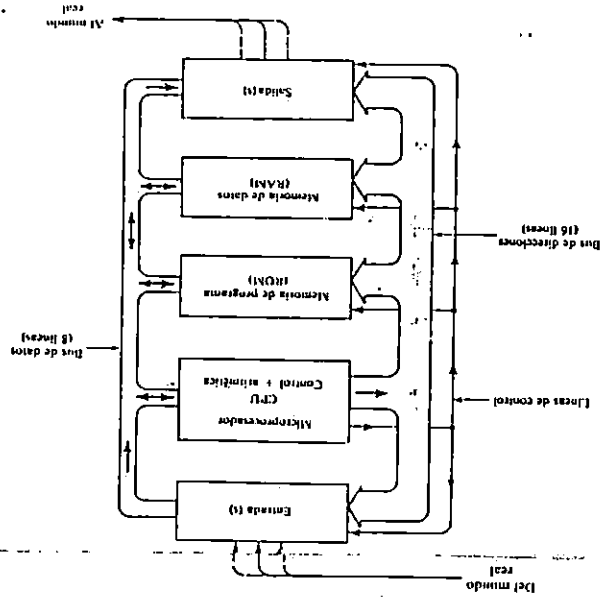 Del mundo
real
Entrada (s)
Líneas de control
Microprocesador
CPU
Control + aritmética
Bus de datos
(8 líneas)
Memoria de programa
(ROM)
Bus de direcciones
(16 líneas)
Memoria de datos
(RAM)
Salida (s)
Al mundo
real